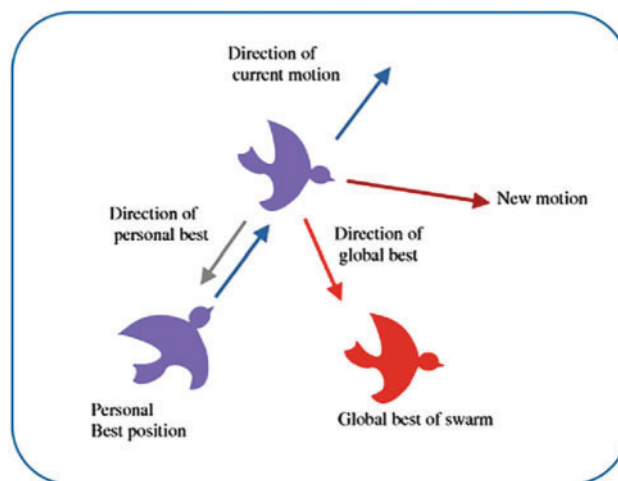 Direction of
current motion
New motion
Direction of
personal best
Direction of
global best
Personal
Best position
Global best of swarm